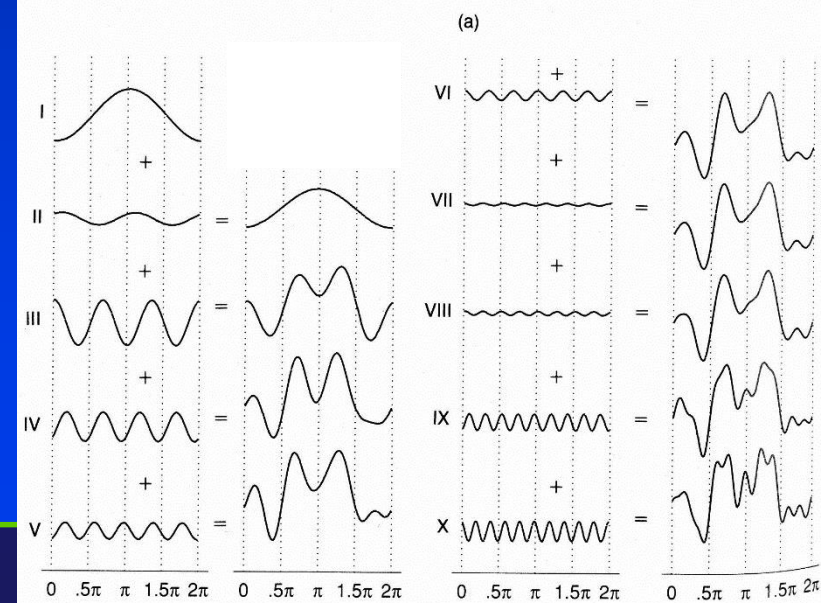 (a)
I
+
II =
+
III =
+
IV =
+
V =
0 .5π π 1.5π 2π 0 .5π π 1.5π 2π
+
VI =
+
VII =
+
VIII =
+
IX =
+
X =
0 .5π π 1.5π 2π 0 .5π π 1.5π 2π